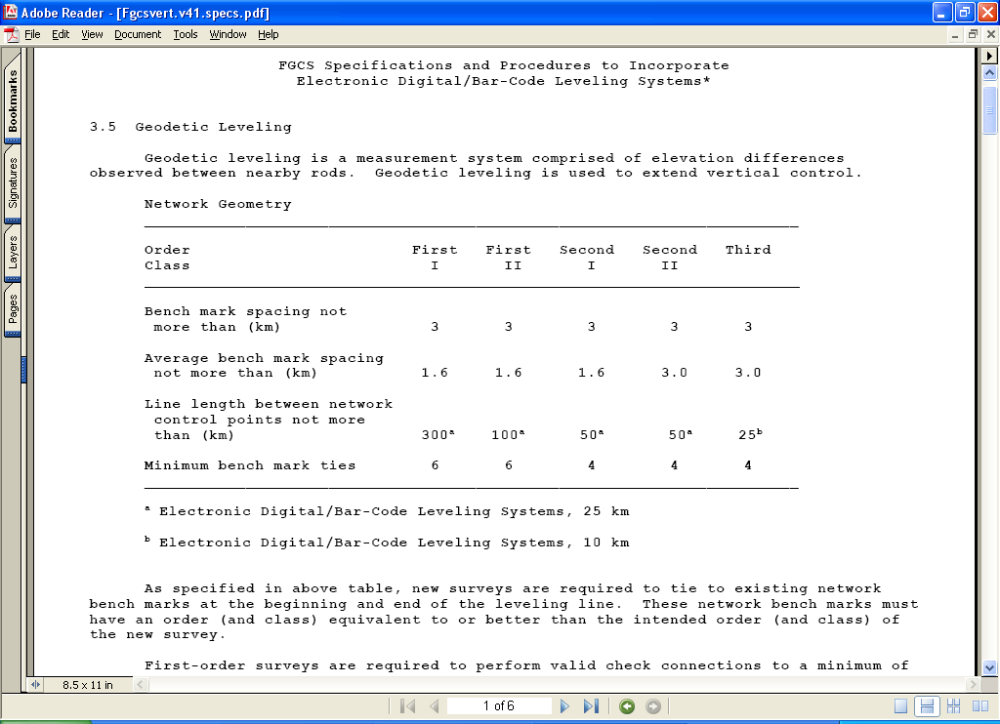 Adobe Reader - [Fgcsvert.v41.specs.pdf]
File Edit View Document Tools Window Help
Bookmarks
Signatures
Layers
Pages
FGCS Specifications and Procedures to Incorporate
Electronic Digital/Bar-Code Leveling Systems*
3.5 Geodetic Leveling
Geodetic leveling is a measurement system comprised of elevation differences
observed between nearby rods. Geodetic leveling is used to extend vertical control.
Network Geometry
Order First First Second Second Third
Class I II I II
Bench mark spacing not
more than (km) 3 3 3 3 3
Average bench mark spacing
not more than (km) 1.6 1.6 1.6 3.0 3.0
Line length between network
control points not more
than (km) 300ª 100ª 50ª 50ª 25ᵇ
Minimum bench mark ties 6 6 4 4 4
ª Electronic Digital/Bar-Code Leveling Systems, 25 km
ᵇ Electronic Digital/Bar-Code Leveling Systems, 10 km
As specified in above table, new surveys are required to tie to existing network
bench marks at the beginning and end of the leveling line. These network bench marks must
have an order (and class) equivalent to or better than the intended order (and class) of
the new survey.
First-order surveys are required to perform valid check connections to a minimum of
8.5 x 11 in
1 of 6